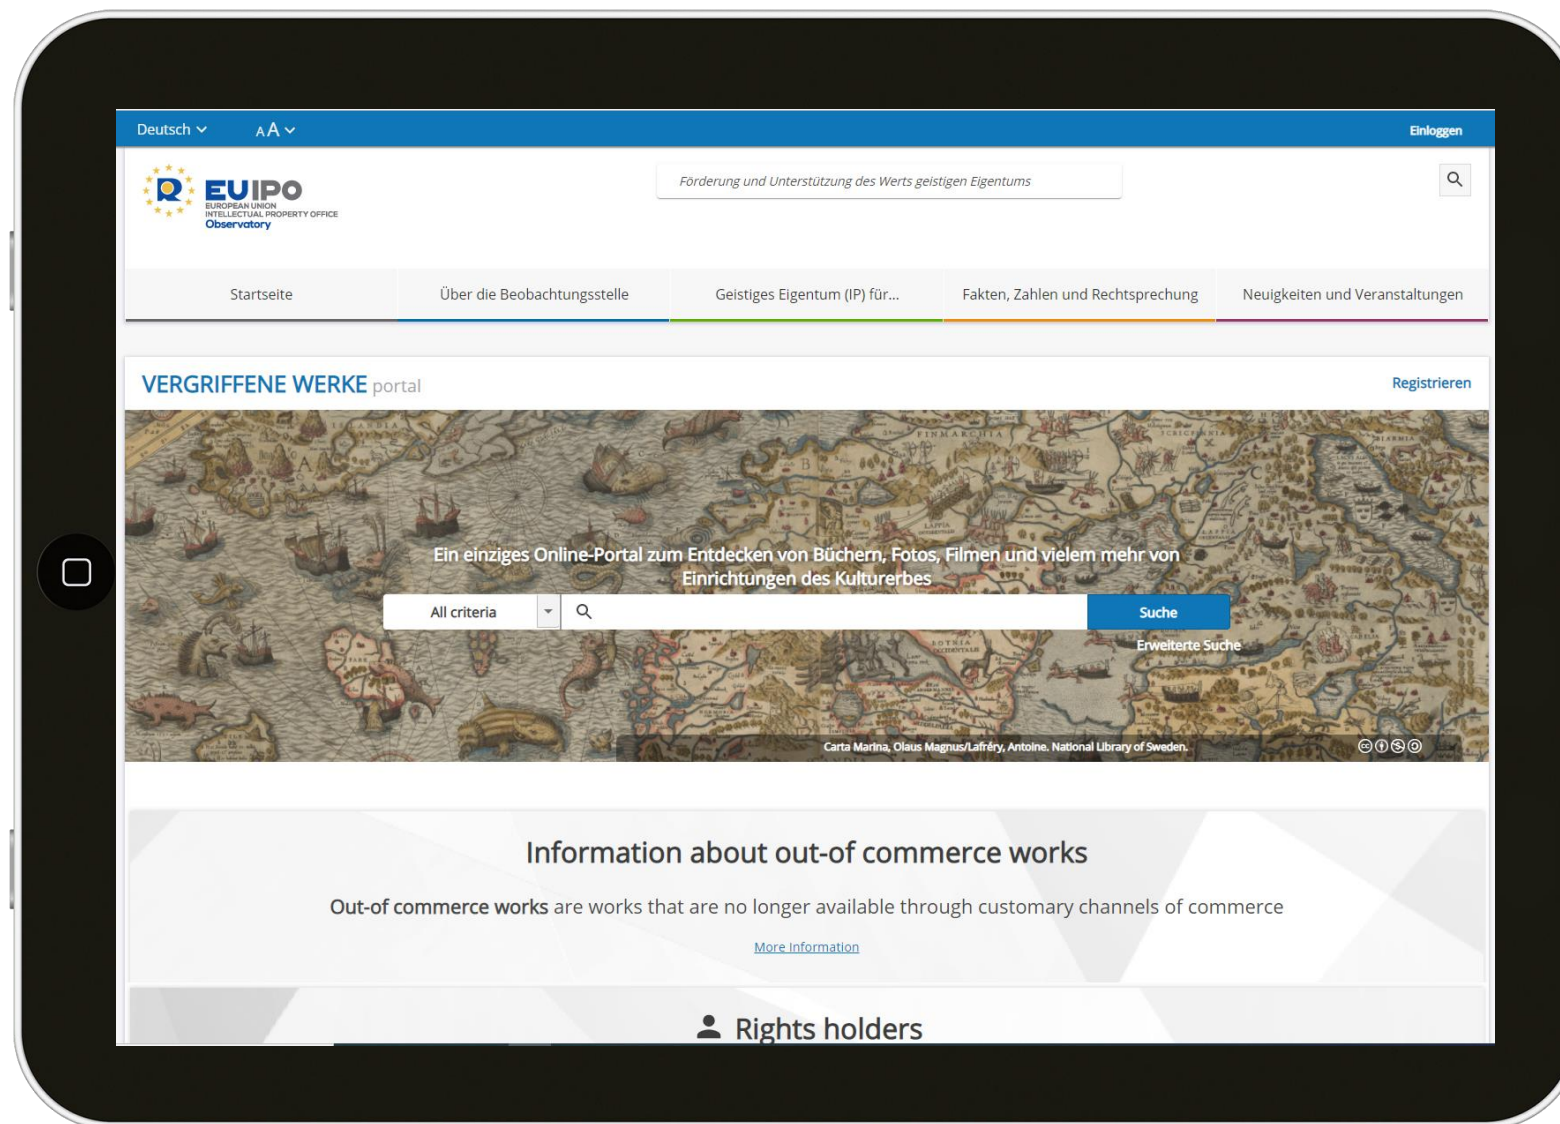 Deutsch
AA
Einloggen
EUIPO
EUROPEAN UNION
INTELLECTUAL PROPERTY OFFICE
Observatory
Förderung und Unterstützung des Werts geistigen Eigentums
Startseite
Über die Beobachtungsstelle
Geistiges Eigentum (IP) für...
Fakten, Zahlen und Rechtsprechung
Neuigkeiten und Veranstaltungen
VERGRIFFENE WERKE portal
Registrieren
FINMARCHIA
Ein einziges Online-Portal zum Entdecken von Büchern, Fotos, Filmen und vielem mehr von
Einrichtungen des Kulturerbes
All criteria
Suche
Erweiterte Suche
Carta Marina, Olaus Magnus/Lafréry, Antoine. National Library of Sweden.
Information about out-of commerce works
Out-of commerce works are works that are no longer available through customary channels of commerce
More Information
Rights holders